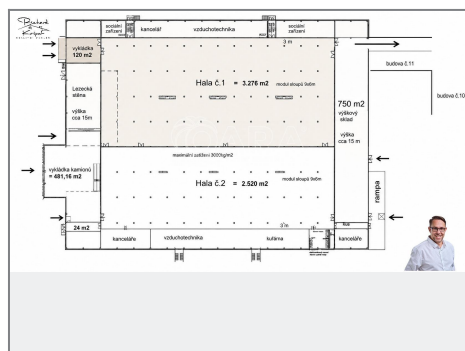 sociální
zařízení
kancelář
vzduchotechnika
sociální
zařízení
3 m
vykládka
120 m2
budova č.11
budova č.10
Hala č.1 = 3.276 m2
modul sloupů 9x6m
Lezecká
stěna
výška
cca 15m
750 m2
výškový
sklad
výška
cca 15 m
maximální zatížení 3000kg/m2
vykládka kamionů
= 481,16 m2
Hala č.2 = 2.520 m2
modul sloupů 9x6m
rampa
24 m2
3 m
kanceláře
vzduchotechnika
kuřárna
kanceláře